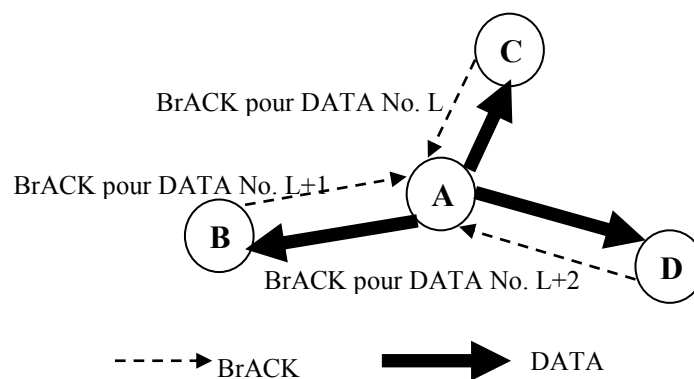 C
BrACK pour DATA No. L
BrACK pour DATA No. L+1
A
B
D
BrACK pour DATA No. L+2
BrACK
DATA